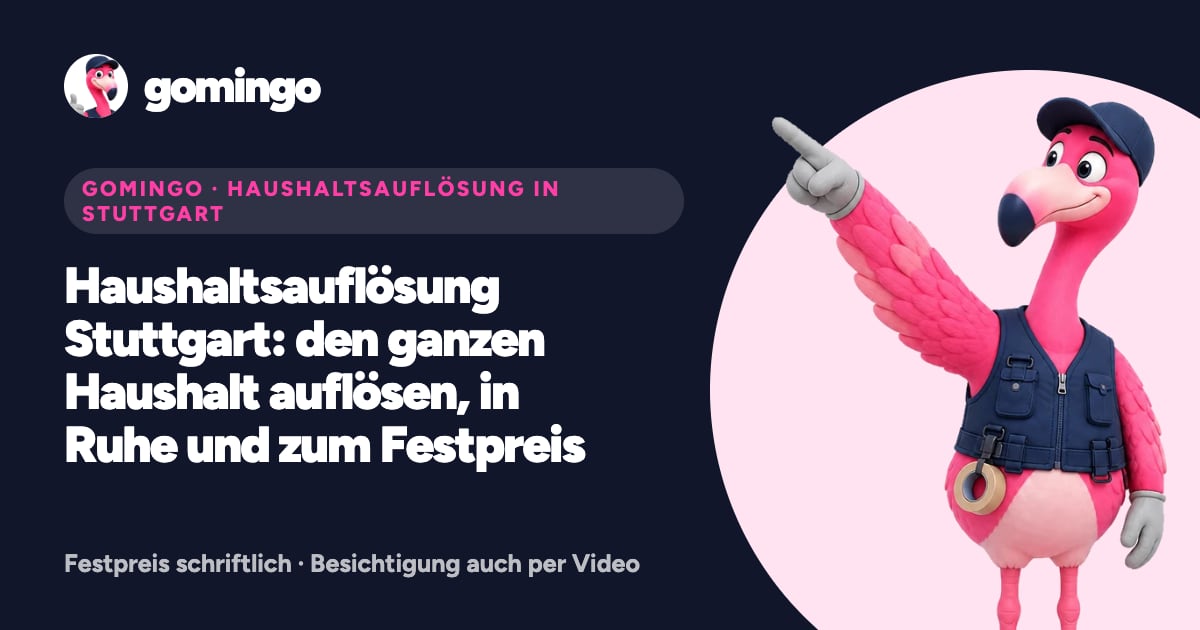 gomingo
GOMINGO · HAUSHALTSAUFLÖSUNG IN
STUTTGART
Haushaltsauflösung
Stuttgart: den ganzen
Haushalt auflösen, in
Ruhe und zum Festpreis
Festpreis schriftlich · Besichtigung auch per Video